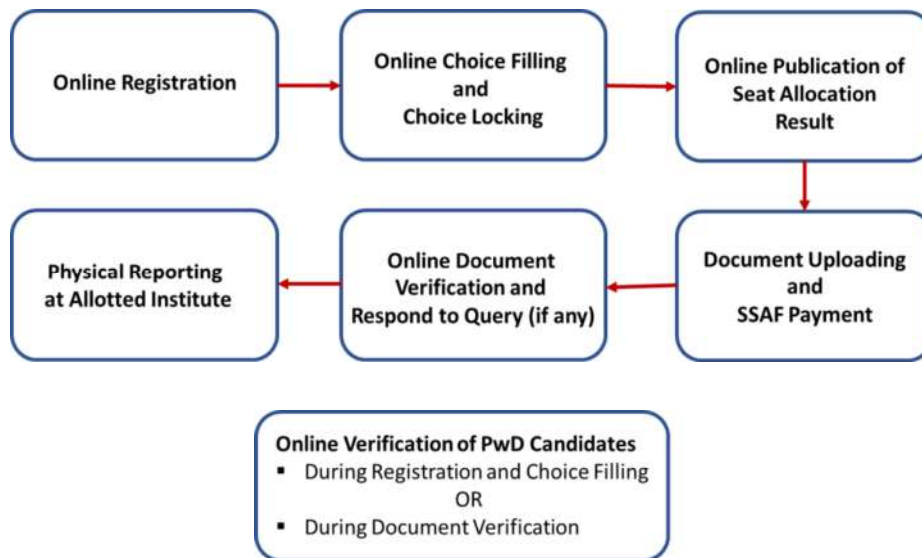 Online Registration
Online Choice Filling
and
Choice Locking
Online Publication of
Seat Allocation
Result
Document Uploading
and
SSAF Payment
Online Document
Verification and
Respond to Query (if any)
Physical Reporting
at Allotted Institute
Online Verification of PwD Candidates
▪ During Registration and Choice Filling
OR
▪ During Document Verification